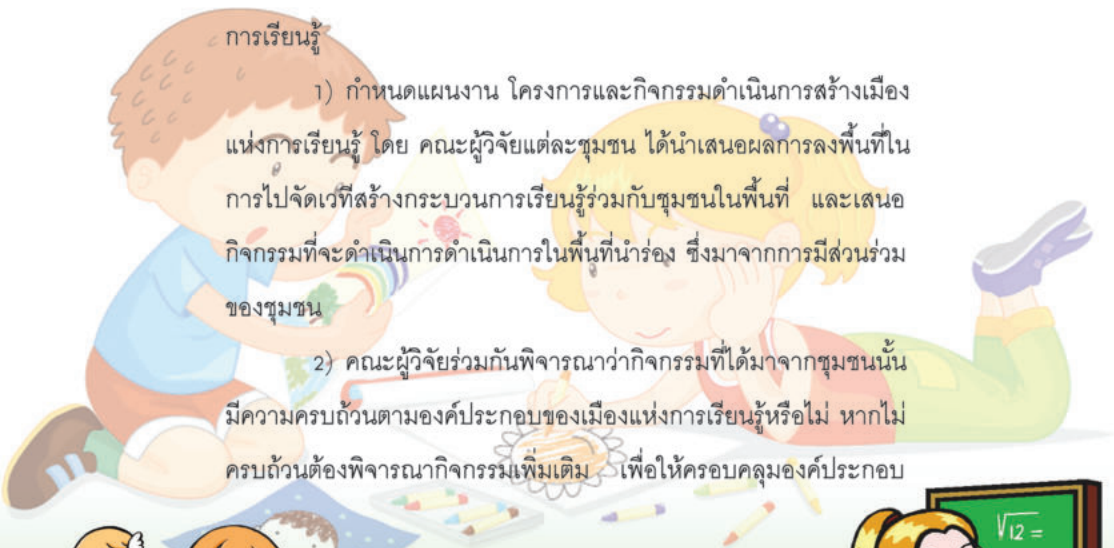 การเรียนรู้
1) กำหนดแผนงาน โครงการและกิจกรรมดำเนินการสร้างเมือง
แห่งการเรียนรู้ โดย คณะผู้วิจัยแต่ละชุมชน ได้นำเสนอผลการลงพื้นที่ใน
การไปจัดเวทีสร้างกระบวนการเรียนรู้ร่วมกับชุมชนในพื้นที่ และเสนอ
กิจกรรมที่จะดำเนินการดำเนินการในพื้นที่นำร่อง ซึ่งมาจากการมีส่วนร่วม
ของชุมชน
2) คณะผู้วิจัยร่วมกันพิจารณาว่ากิจกรรมที่ได้มาจากชุมชนนั้น
มีความครบถ้วนตามองค์ประกอบของเมืองแห่งการเรียนรู้หรือไม่ หากไม่
ครบถ้วนต้องพิจารณากิจกรรมเพิ่มเติม เพื่อให้ครอบคลุมองค์ประกอบ
√12 =